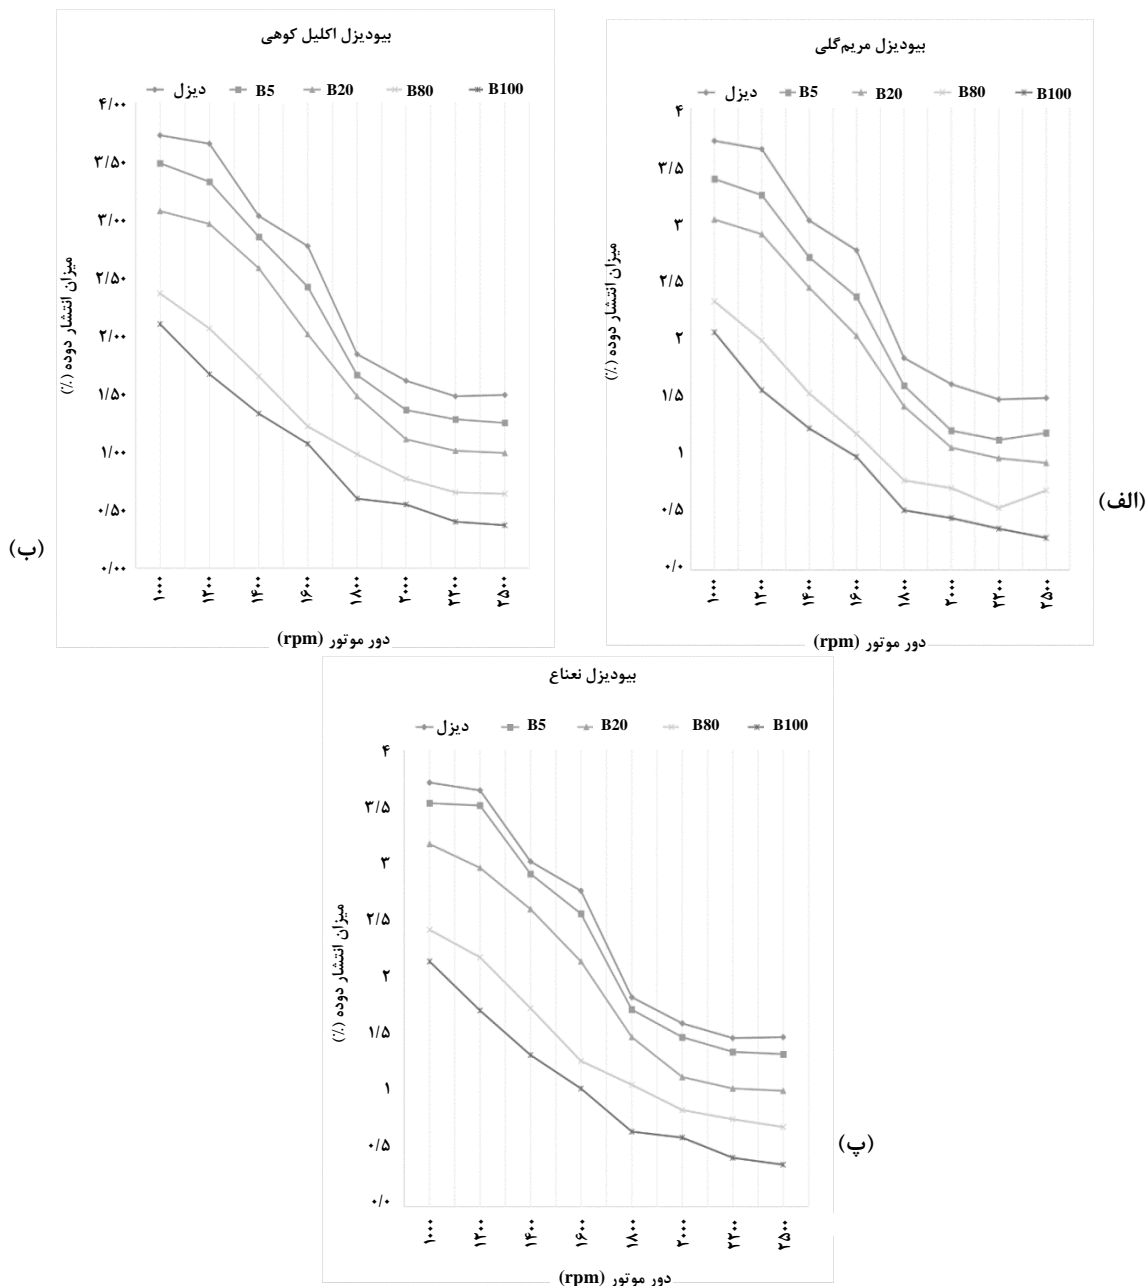 بیودیزل مریم‌گلی
دیزل B5 B20 B80 B100
۴
۳/۵
۳
۲/۵
۲
۱/۵
۱
۰/۵
۰/۰
میزان انتشار دوده (٪)
۱۰۰۰ ۱۲۰۰ ۱۴۰۰ ۱۶۰۰ ۱۸۰۰ ۲۰۰۰ ۲۲۰۰ ۲۵۰۰
دور موتور (rpm)
(الف)
بیودیزل اکلیل کوهی
دیزل B5 B20 B80 B100
۴/۰۰
۳/۵۰
۳/۰۰
۲/۵۰
۲/۰۰
۱/۵۰
۱/۰۰
۰/۵۰
۰/۰۰
میزان انتشار دوده (٪)
۱۰۰۰ ۱۲۰۰ ۱۴۰۰ ۱۶۰۰ ۱۸۰۰ ۲۰۰۰ ۲۲۰۰ ۲۵۰۰
دور موتور (rpm)
(ب)
بیودیزل نعناع
دیزل B5 B20 B80 B100
۴
۳/۵
۳
۲/۵
۲
۱/۵
۱
۰/۵
۰/۰
میزان انتشار دوده (٪)
۱۰۰۰ ۱۲۰۰ ۱۴۰۰ ۱۶۰۰ ۱۸۰۰ ۲۰۰۰ ۲۲۰۰ ۲۵۰۰
دور موتور (rpm)
(پ)